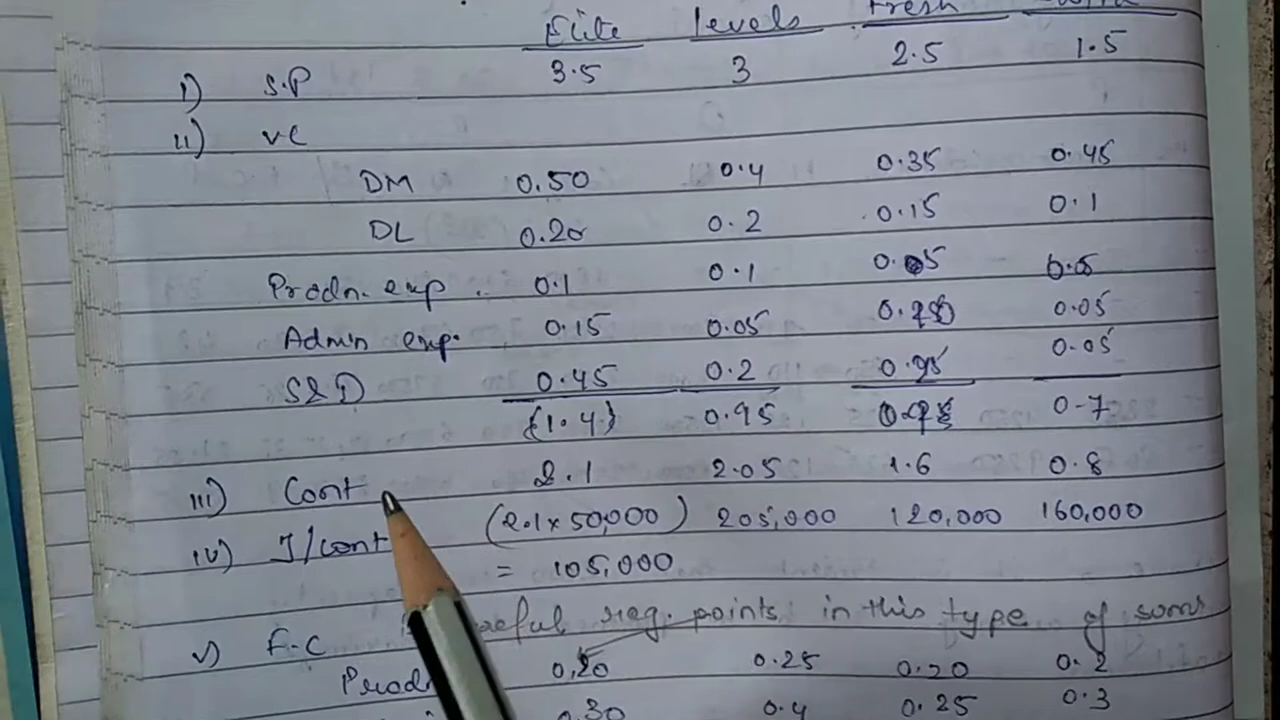 Elite levels Fresh
i) S.P 3.5 3 2.5 1.5
ii) VC
DM 0.50 0.4 0.35 0.45
DL 0.20 0.2 0.15 0.1
Prodn. exp. 0.1 0.1 0.05 0.05
Admin exp. 0.15 0.05 0.05
S&D 0.45 0.2 0.05
{1.4} 0.95 0.7
iii) Cont 2.1 2.05 1.6 0.8
iv) T/cont (2.1x50,000) 205,000 120,000 160,000
= 105,000
req. points in this type of sums
v) F.C
0.20 0.25 0.20 0.2
0.30 0.4 0.25 0.3